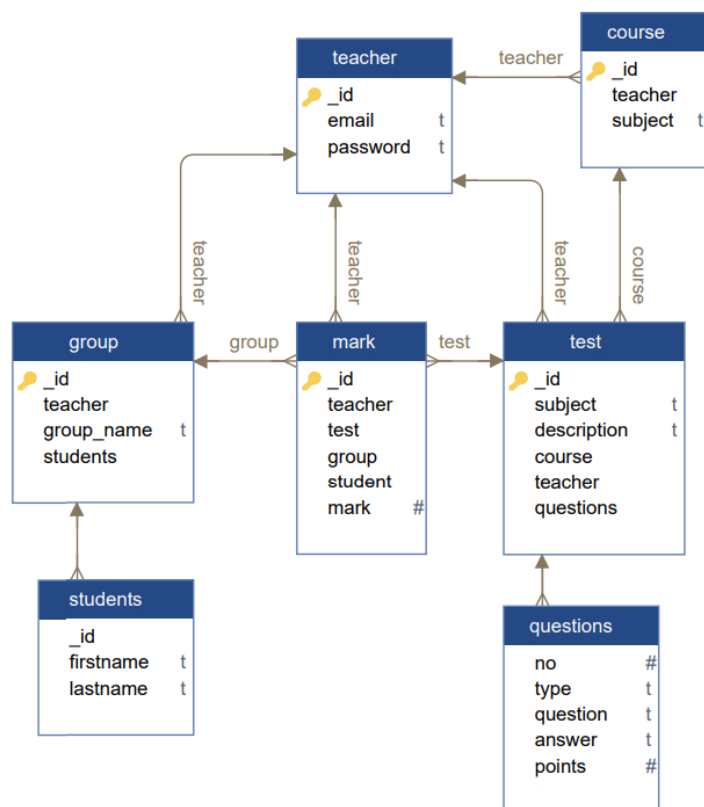 course
_id
teacher
subject t
teacher
teacher
_id
email t
password t
teacher
teacher
teacher
course
group
_id
teacher
group_name t
students
group
mark
_id
teacher
test
group
student
mark #
test
test
_id
subject t
description t
course
teacher
questions
students
_id
firstname t
lastname t
questions
no #
type t
question t
answer t
points #